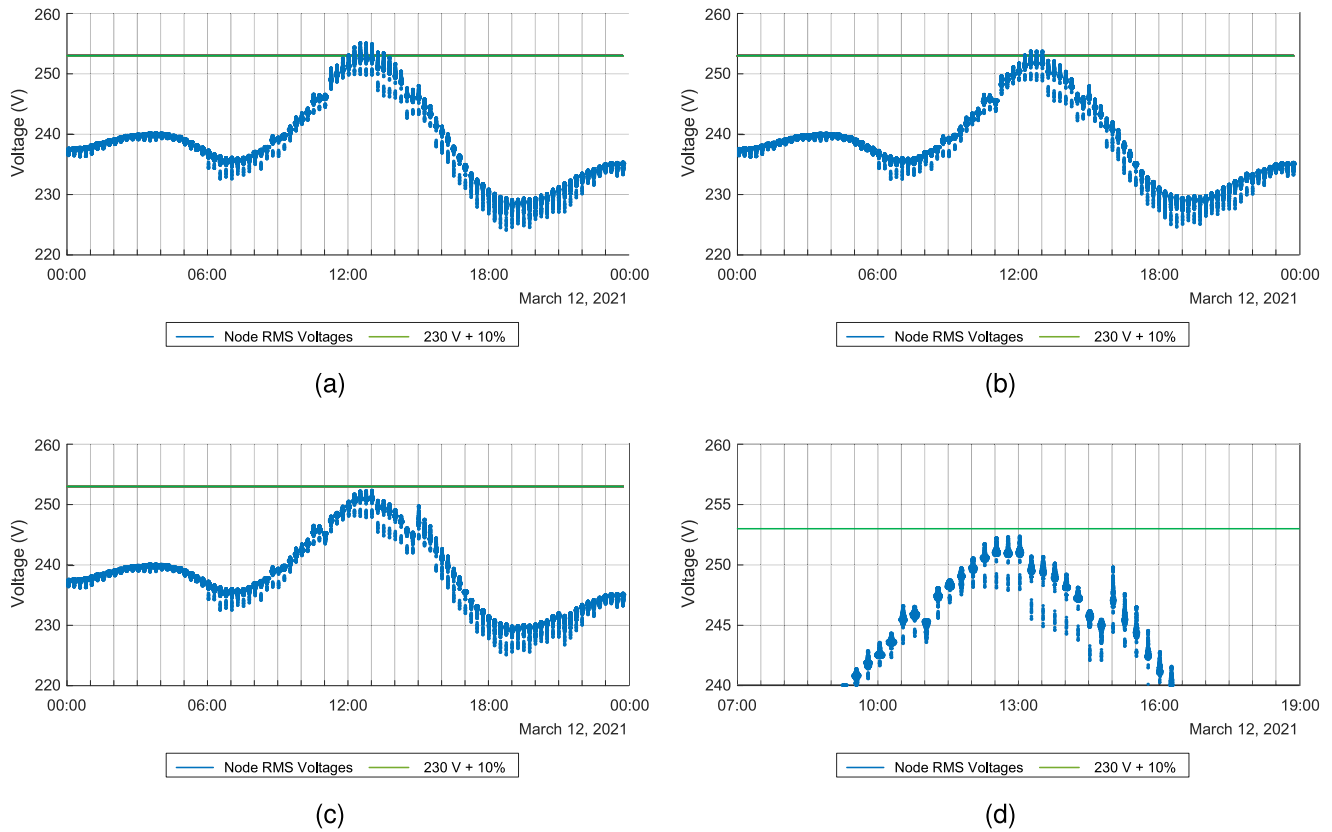 260
250
240
230
220
Voltage (V)
00:00 06:00 12:00 18:00 00:00
March 12, 2021
Node RMS Voltages 230 V + 10%
(a)
260
250
240
230
220
Voltage (V)
00:00 06:00 12:00 18:00 00:00
March 12, 2021
Node RMS Voltages 230 V + 10%
(b)
260
250
240
230
220
Voltage (V)
00:00 06:00 12:00 18:00 00:00
March 12, 2021
Node RMS Voltages 230 V + 10%
(c)
260
255
250
245
240
Voltage (V)
07:00 10:00 13:00 16:00 19:00
March 12, 2021
Node RMS Voltages 230 V + 10%
(d)